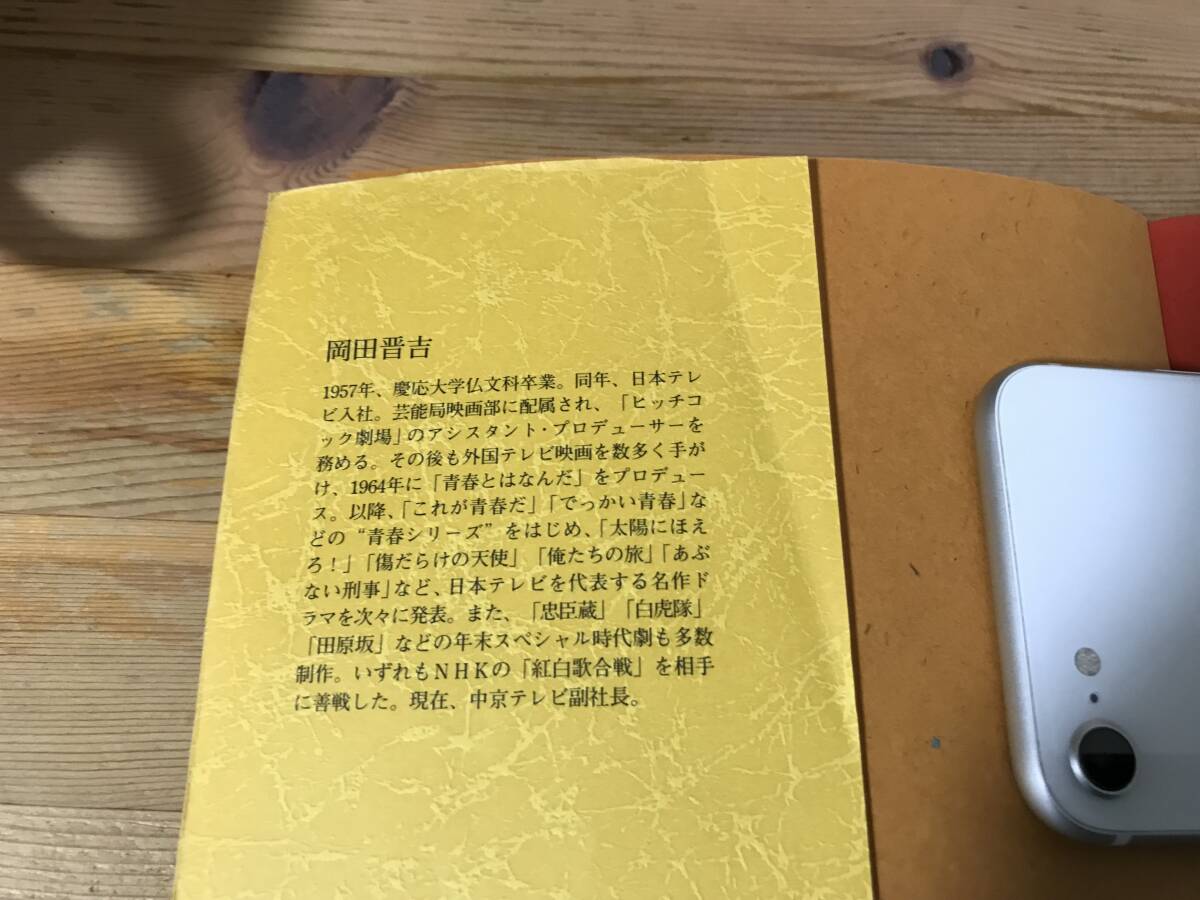 岡田晋吉
1957年、慶応大学仏文科卒業。同年、日本テレ
ビ入社。芸能局映画部に配属され、「ヒッチコ
ック劇場」のアシスタント・プロデューサーを
務める。その後も外国テレビ映画を数多く手が
け、1964年に「青春とはなんだ」をプロデュー
ス。以降、「これが青春だ」「でっかい青春」な
どの“青春シリーズ”をはじめ、「太陽にほえ
ろ！」「傷だらけの天使」「俺たちの旅」「あぶ
ない刑事」など、日本テレビを代表する名作ド
ラマを次々に発表。また、「忠臣蔵」「白虎隊」
「田原坂」などの年末スペシャル時代劇も多数
制作。いずれもNHKの「紅白歌合戦」を相手
に善戦した。現在、中京テレビ副社長。